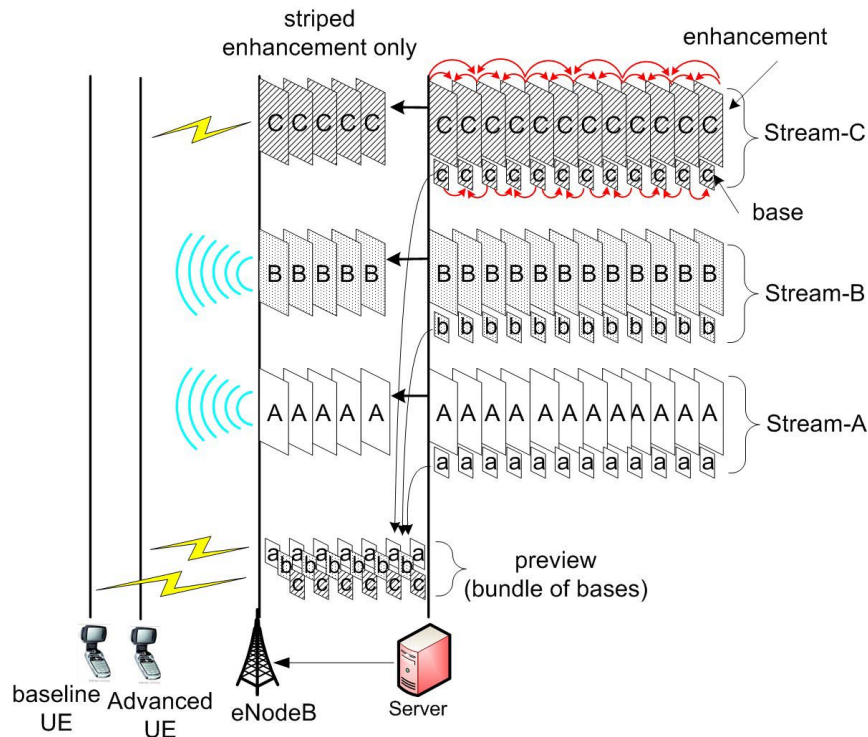 striped
enhancement only
enhancement
C C C C C
C C C C C C C C C C C C
Stream-C
c c c c c c c c c c c c
base
B B B B B
B B B B B B B B B B B B
Stream-B
b b b b b b b b b b b b
A A A A A
A A A A A A A A A A A A
Stream-A
a a a a a a a a a a a a
a a a a a a a
b b b b b b
c c c c c c
preview
(bundle of bases)
baseline
UE
Advanced
UE
eNodeB
Server